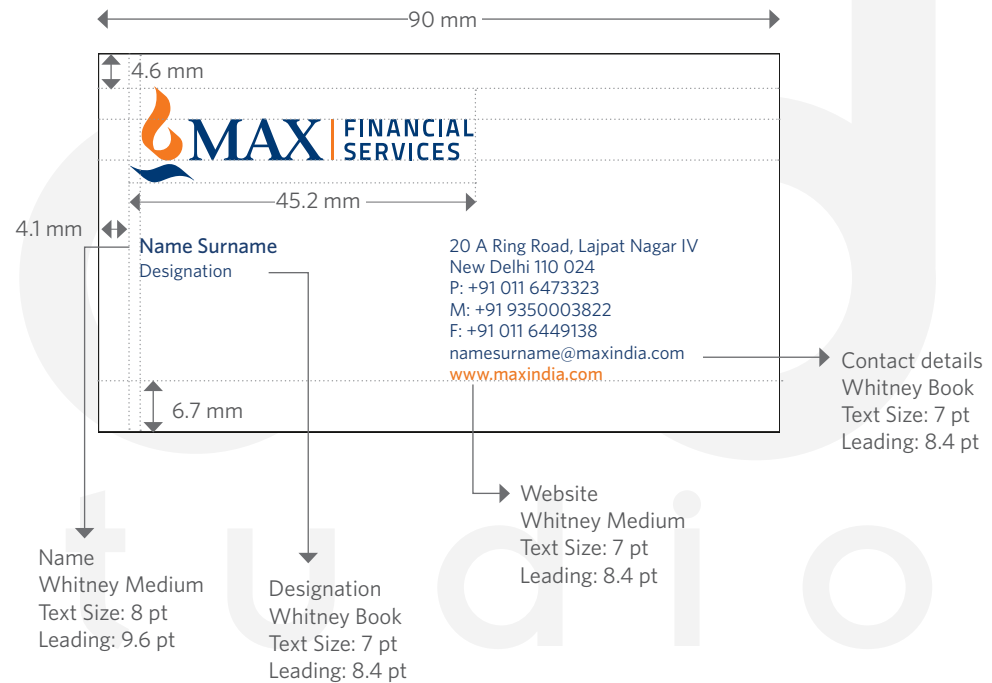 90 mm
4.6 mm
MAX FINANCIAL
SERVICES
45.2 mm
4.1 mm
Name Surname
Designation
20 A Ring Road, Lajpat Nagar IV
New Delhi 110 024
P: +91 011 6473323
M: +91 9350003822
F: +91 011 6449138
namesurname@maxindia.com
www.maxindia.com
6.7 mm
Contact details
Whitney Book
Text Size: 7 pt
Leading: 8.4 pt
Website
Whitney Medium
Text Size: 7 pt
Leading: 8.4 pt
Name
Whitney Medium
Text Size: 8 pt
Leading: 9.6 pt
Designation
Whitney Book
Text Size: 7 pt
Leading: 8.4 pt
d
tudio